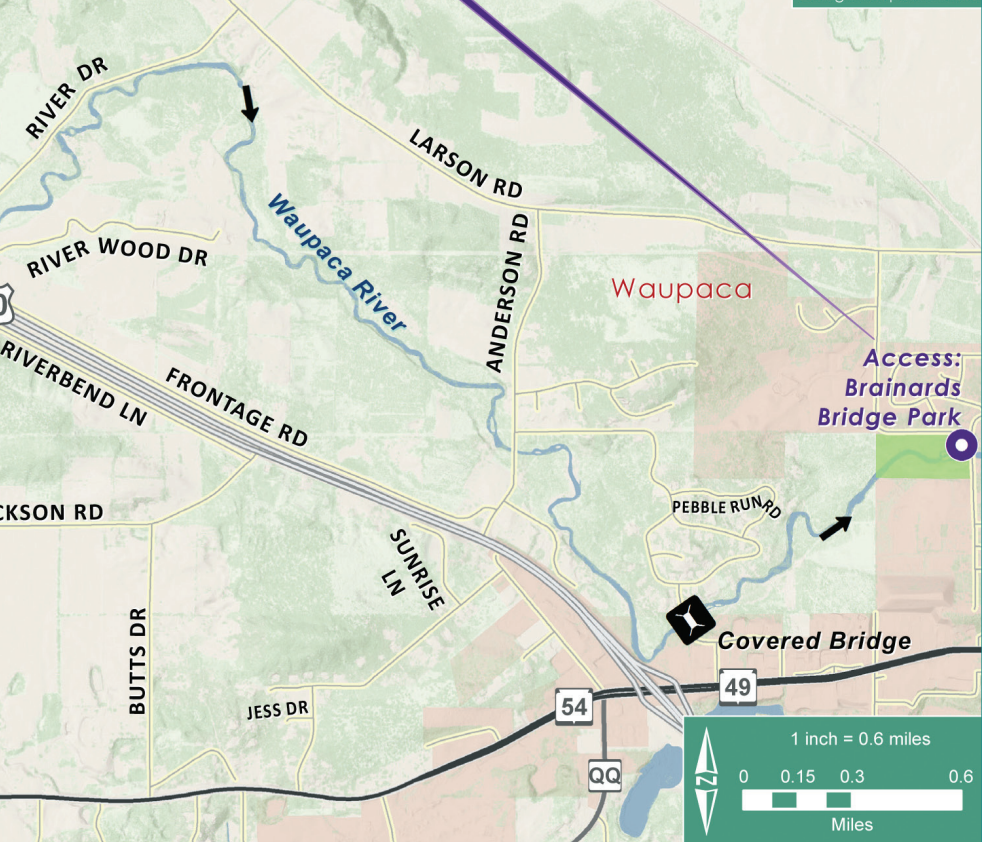 RIVER DR
LARSON RD
Waupaca River
RIVER WOOD DR
ANDERSON RD
Waupaca
RIVERBEND LN
FRONTAGE RD
Access:
Brainards
Bridge Park
CKSON RD
PEBBLE RUN RD
SUNRISE
LN
BUTTS DR
Covered Bridge
JESS DR
54
49
QQ
1 inch = 0.6 miles
N
0 0.15 0.3 0.6
Miles